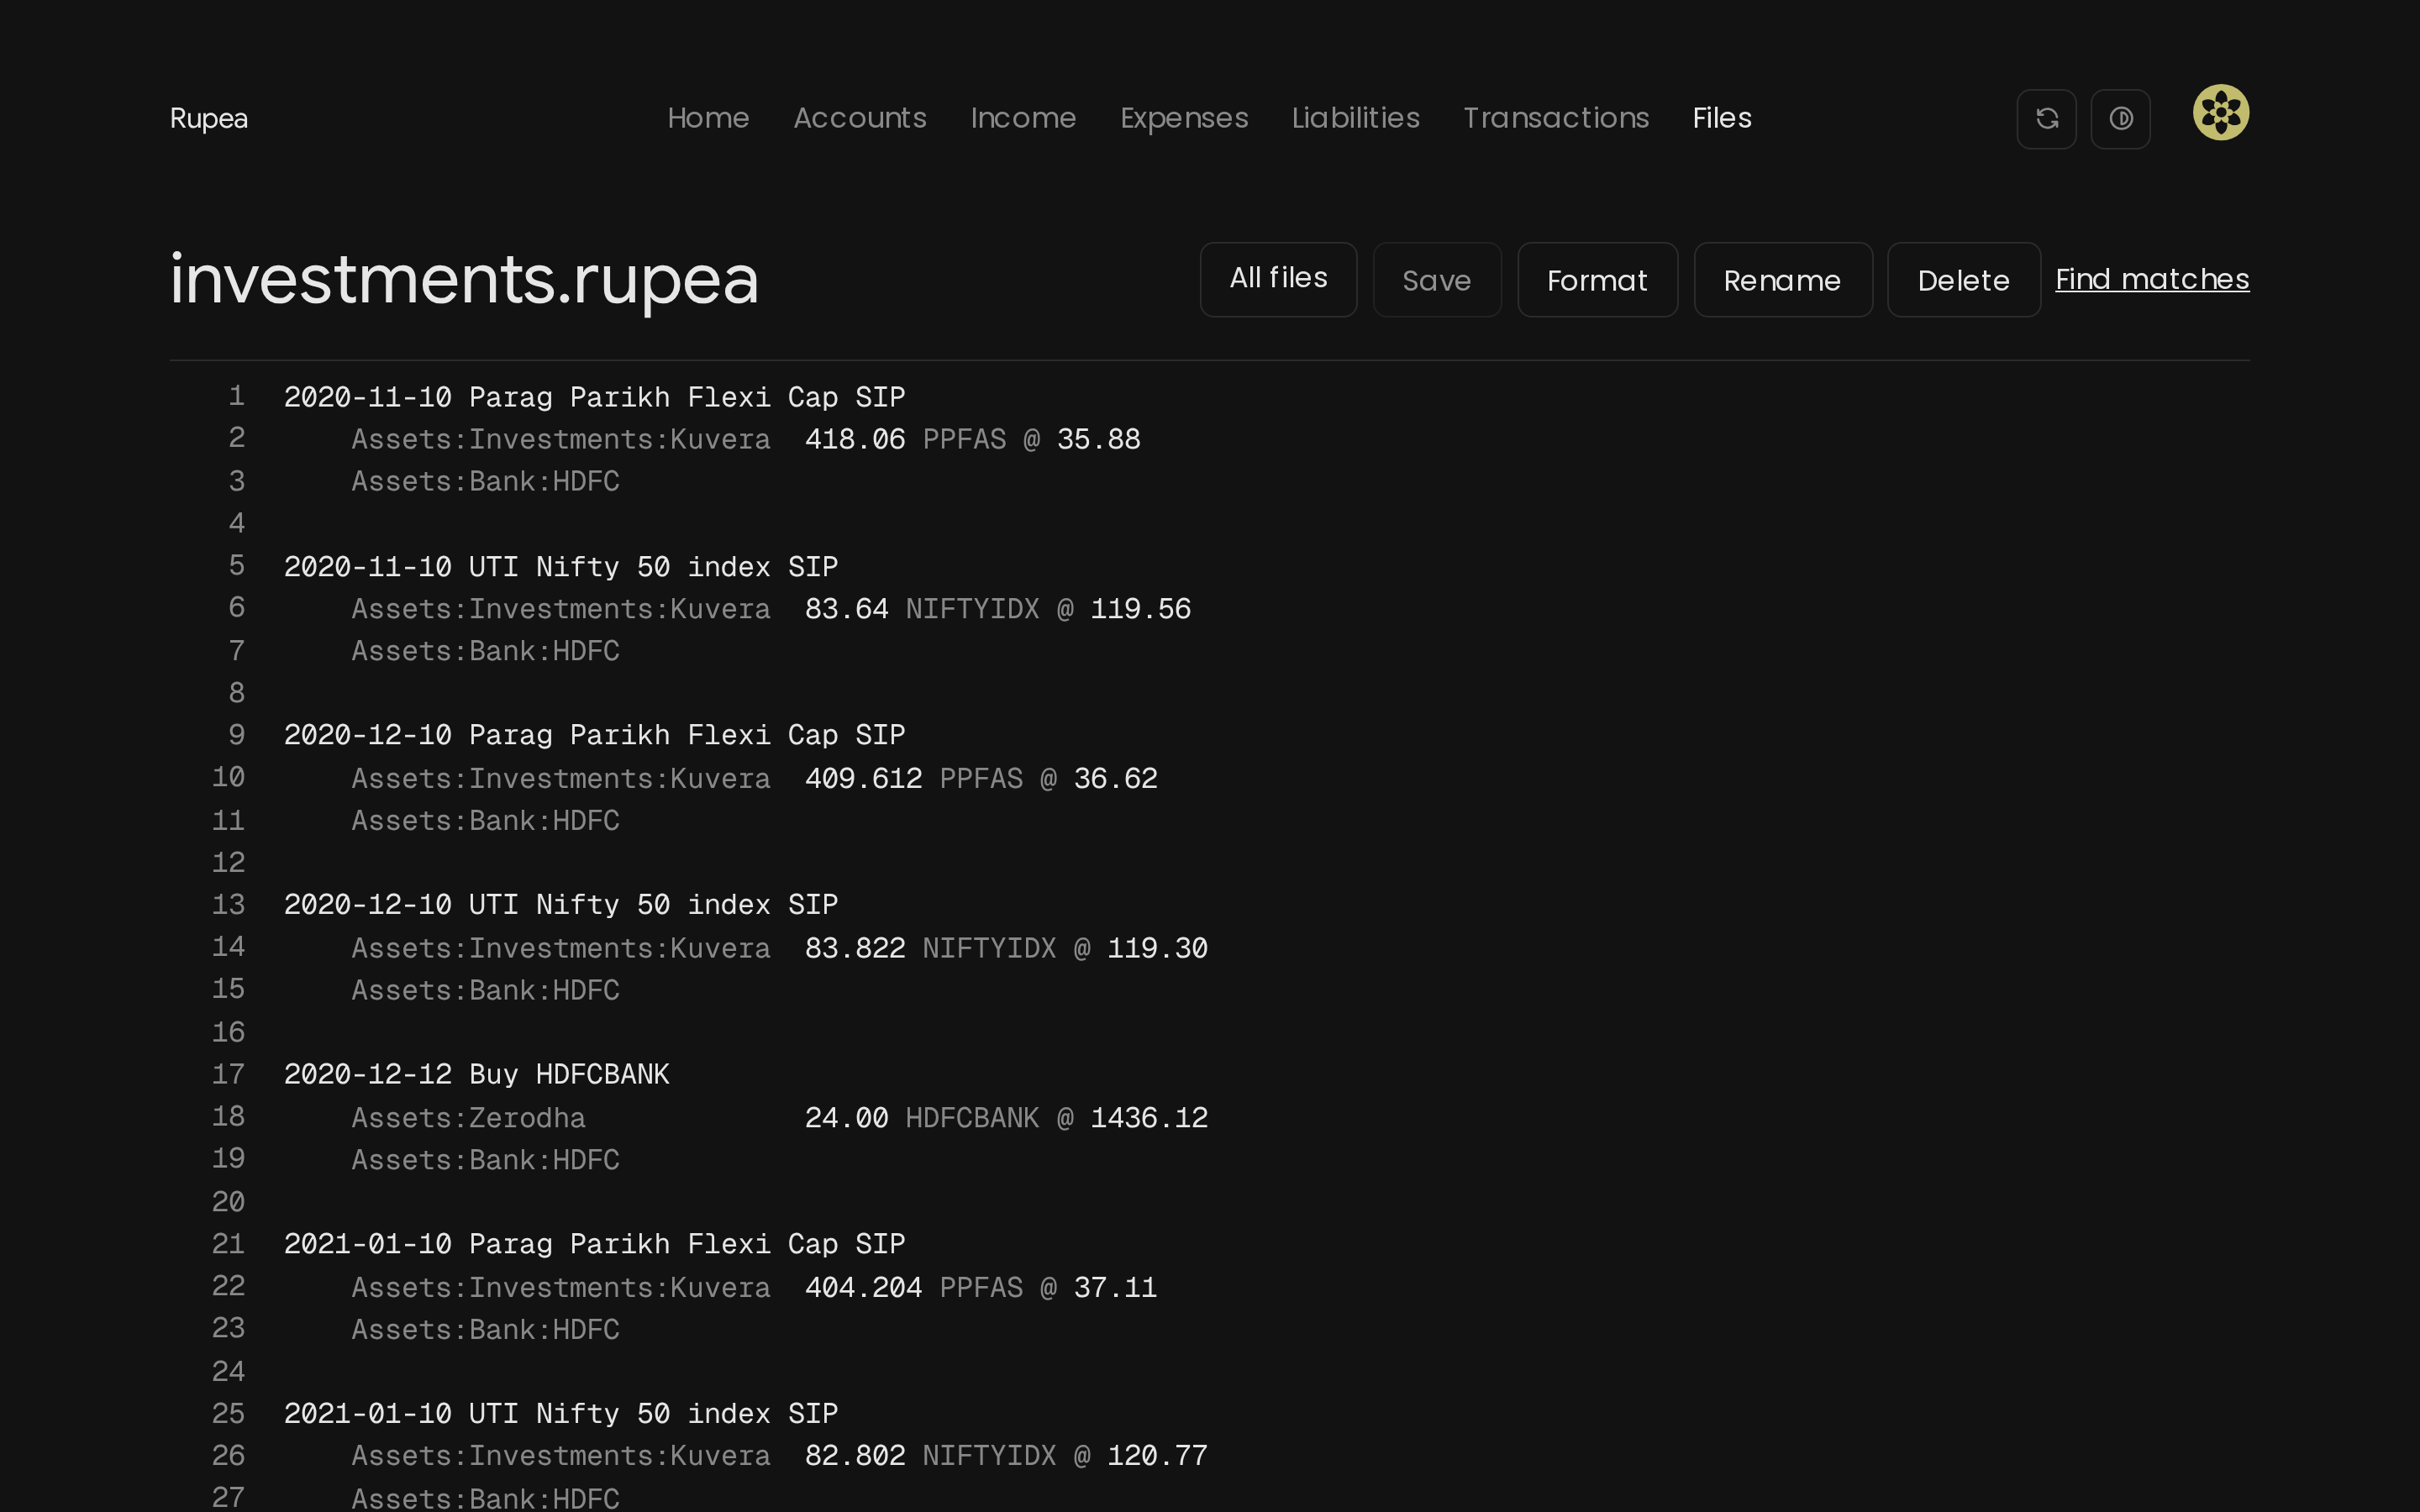 Rupea Home Accounts Income Expenses Liabilities Transactions Files
investments.rupea All files Save Format Rename Delete Find matches
1 2020-11-10 Parag Parikh Flexi Cap SIP
2 Assets:Investments:Kuvera 418.06 PPFAS @ 35.88
3 Assets:Bank:HDFC
4
5 2020-11-10 UTI Nifty 50 index SIP
6 Assets:Investments:Kuvera 83.64 NIFTYIDX @ 119.56
7 Assets:Bank:HDFC
8
9 2020-12-10 Parag Parikh Flexi Cap SIP
10 Assets:Investments:Kuvera 409.612 PPFAS @ 36.62
11 Assets:Bank:HDFC
12
13 2020-12-10 UTI Nifty 50 index SIP
14 Assets:Investments:Kuvera 83.822 NIFTYIDX @ 119.30
15 Assets:Bank:HDFC
16
17 2020-12-12 Buy HDFCBANK
18 Assets:Zerodha 24.00 HDFCBANK @ 1436.12
19 Assets:Bank:HDFC
20
21 2021-01-10 Parag Parikh Flexi Cap SIP
22 Assets:Investments:Kuvera 404.204 PPFAS @ 37.11
23 Assets:Bank:HDFC
24
25 2021-01-10 UTI Nifty 50 index SIP
26 Assets:Investments:Kuvera 82.802 NIFTYIDX @ 120.77
27 Assets:Bank:HDFC